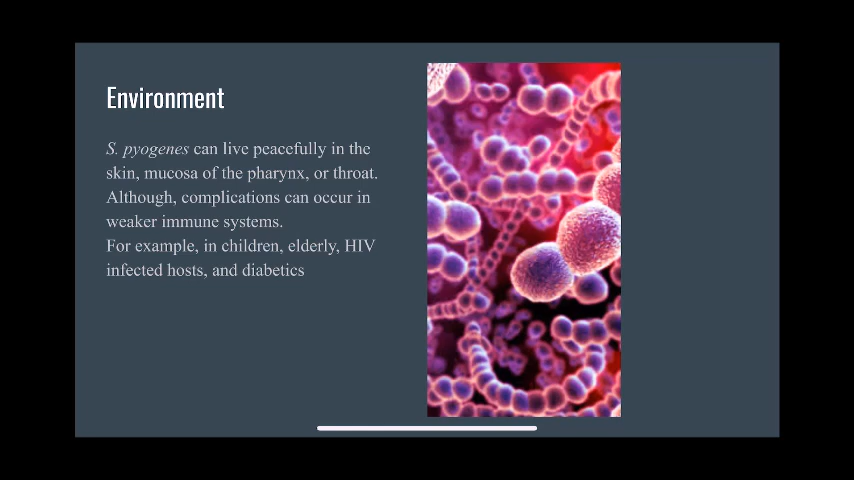 Environment
S. pyogenes can live peacefully in the
skin, mucosa of the pharynx, or throat.
Although, complications can occur in
weaker immune systems.
For example, in children, elderly, HIV
infected hosts, and diabetics